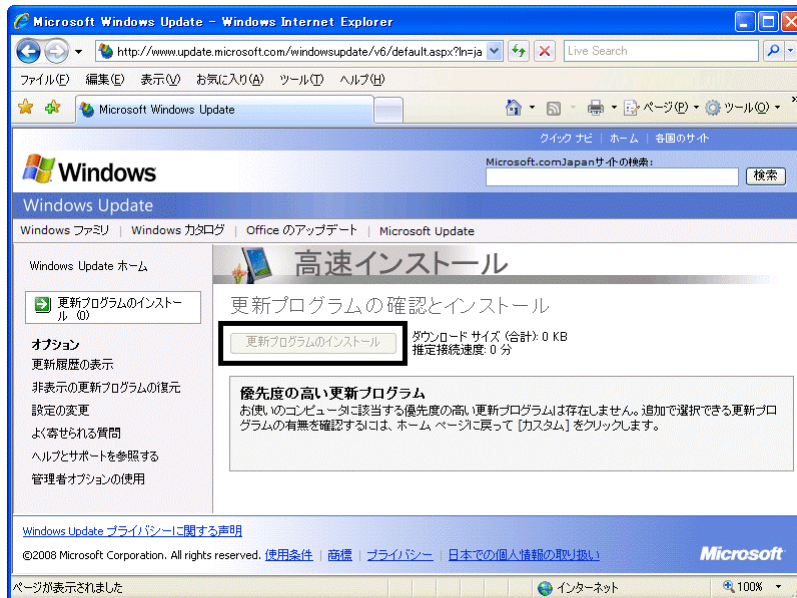 Microsoft Windows Update - Windows Internet Explorer
http://www.update.microsoft.com/windowsupdate/v6/default.aspx?ln=ja
Live Search
ファイル(F) 編集(E) 表示(V) お気に入り(A) ツール(T) ヘルプ(H)
Microsoft Windows Update
ページ(P) ツール(O)
クイック ナビ | ホーム | 各国のサイト
Windows
Microsoft.comJapanサイトの検索:
検索
Windows Update
Windows ファミリ | Windows カタログ | Office のアップデート | Microsoft Update
Windows Update ホーム
高速インストール
更新プログラムのインストー
ル (0)
更新プログラムの確認とインストール
更新プログラムのインストール
ダウンロード サイズ (合計): 0 KB
推定接続速度: 0 分
オプション
更新履歴の表示
非表示の更新プログラムの復元
設定の変更
よく寄せられる質問
ヘルプとサポートを参照する
管理者オプションの使用
優先度の高い更新プログラム
お使いのコンピュータに該当する優先度の高い更新プログラムは存在しません。追加で選択できる更新プロ
グラムの有無を確認するには、ホーム ページに戻って [カスタム] をクリックします。
Windows Update プライバシーに関する声明
©2008 Microsoft Corporation. All rights reserved. 使用条件 | 商標 | プライバシー | 日本での個人情報の取り扱い
Microsoft
ページが表示されました
インターネット
100%